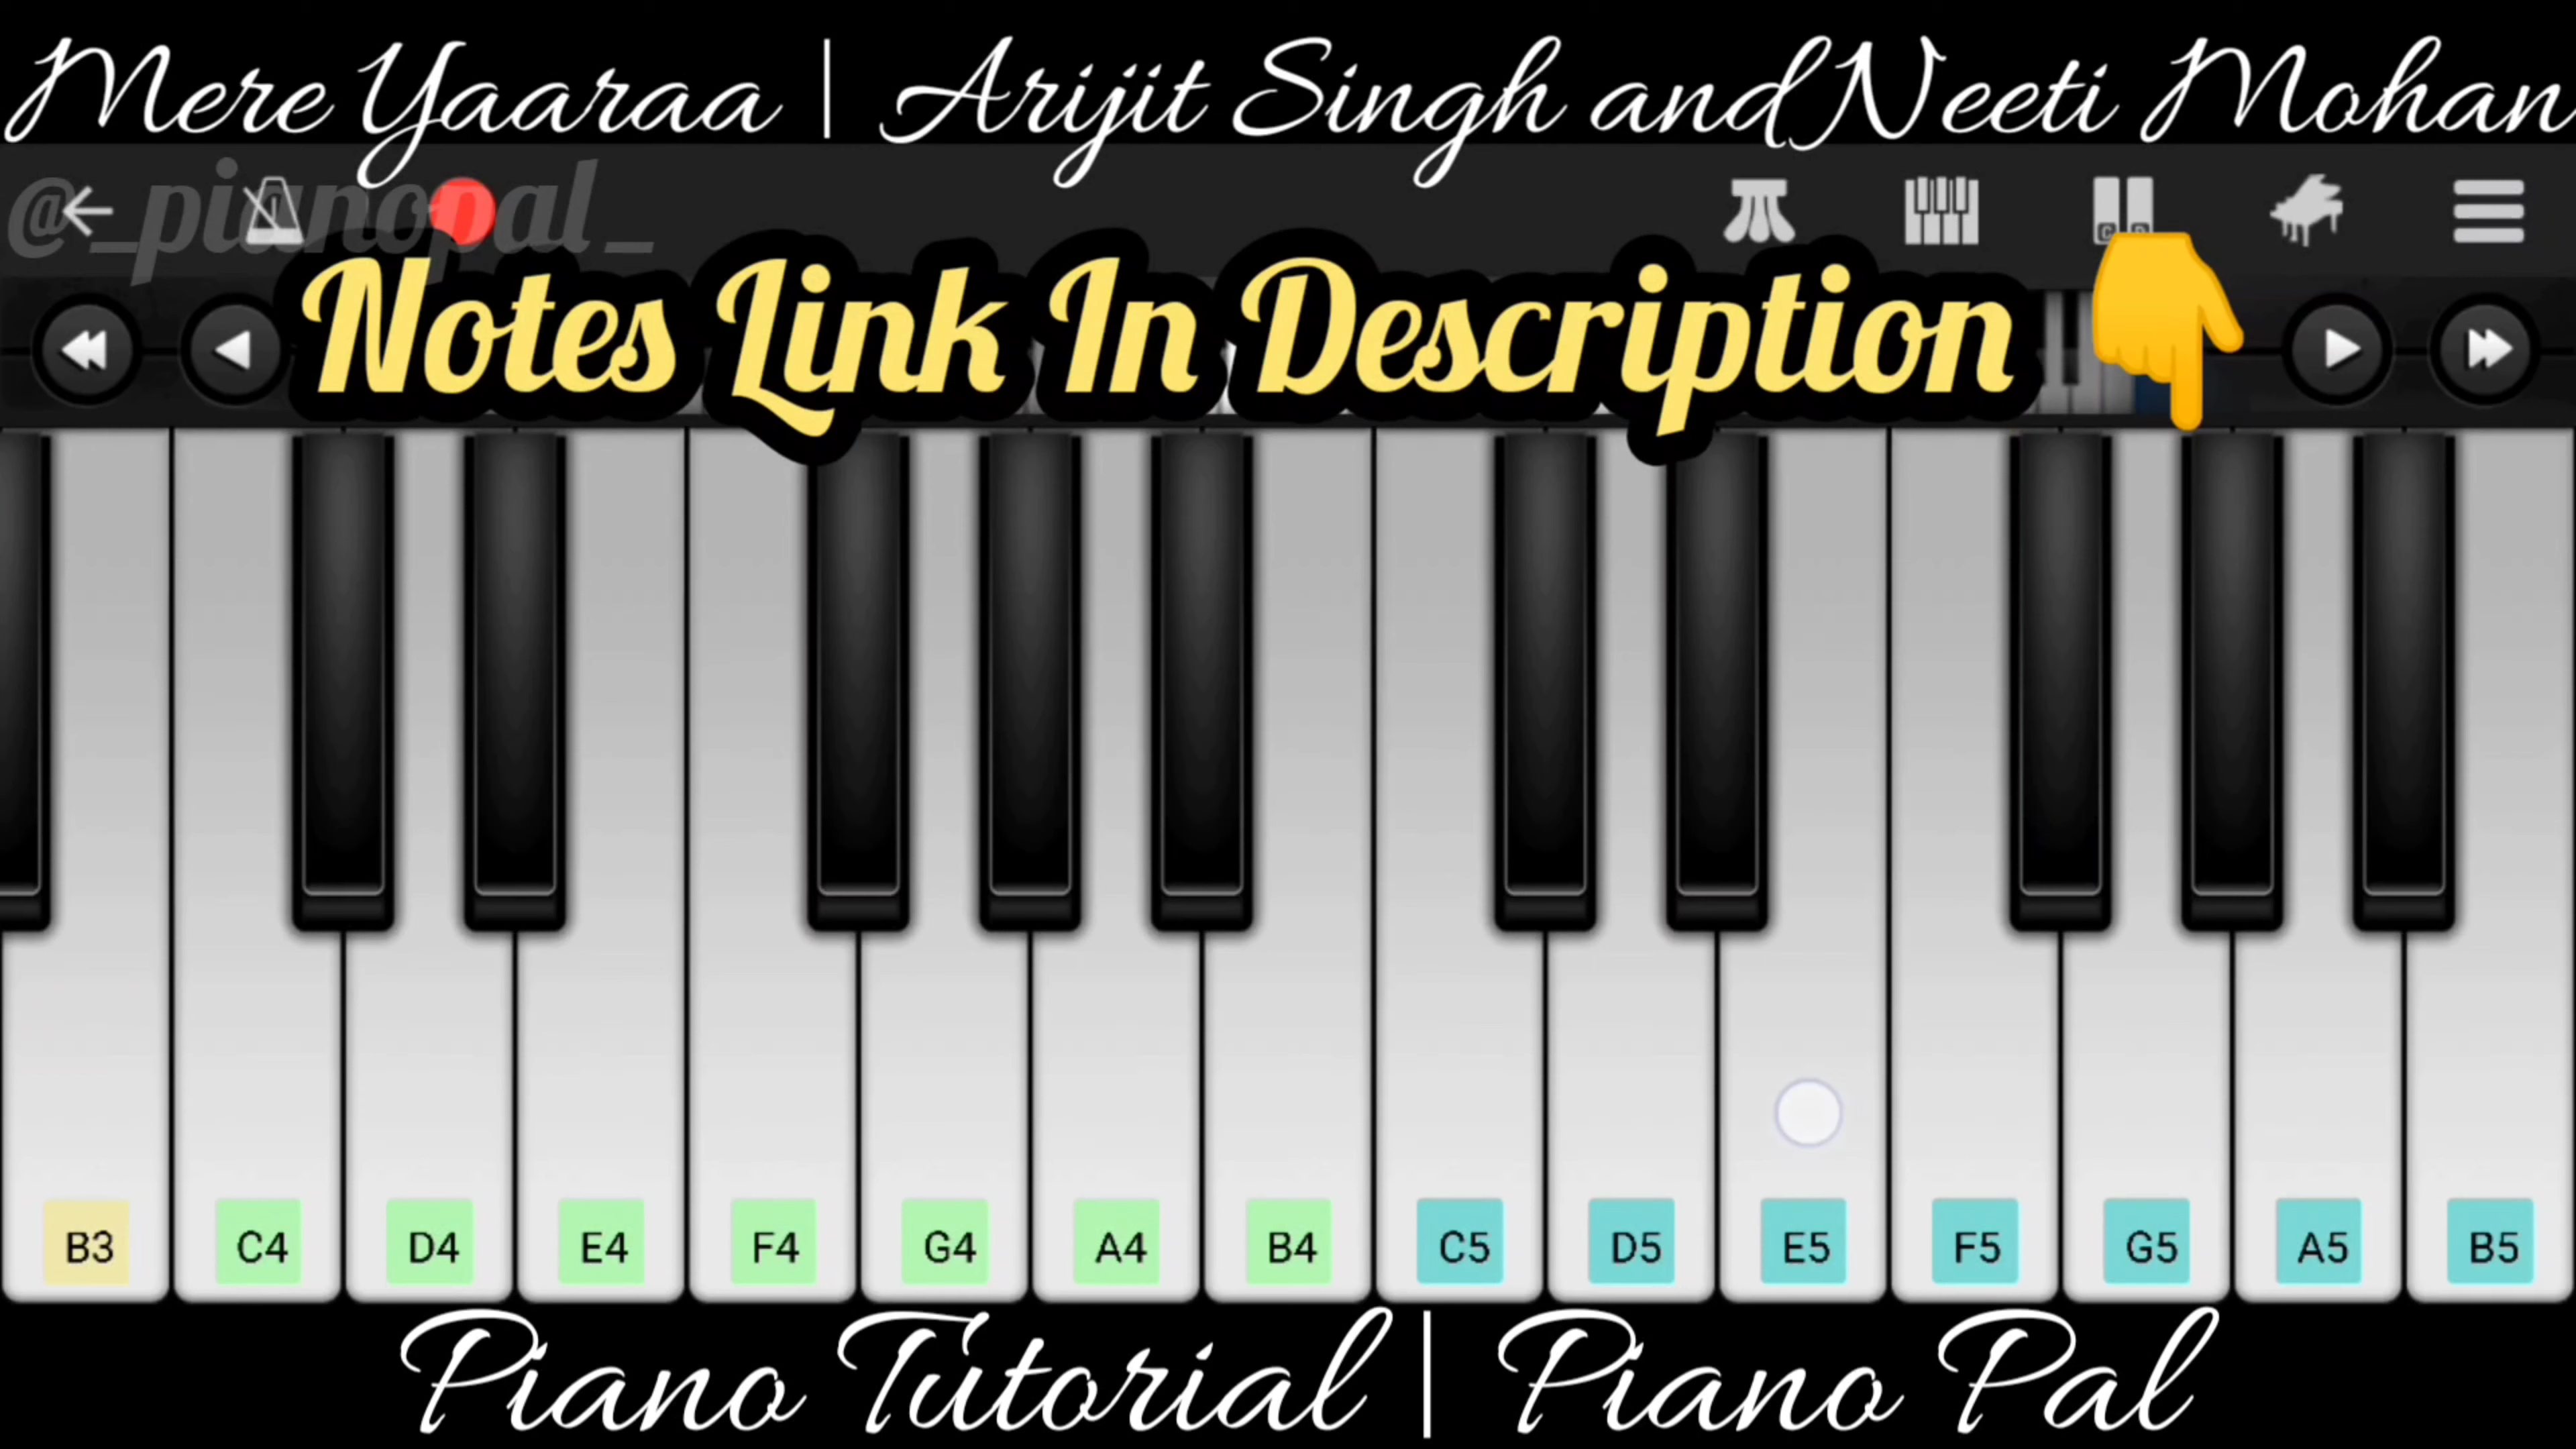 Mere Yaaraa | Arijit Singh and Neeti Mohan
@_pianopal_
C D
Notes Link In Description
B3 C4 D4 E4 F4 G4 A4 B4 C5 D5 E5 F5 G5 A5 B5
Piano Tutorial | Piano Pal